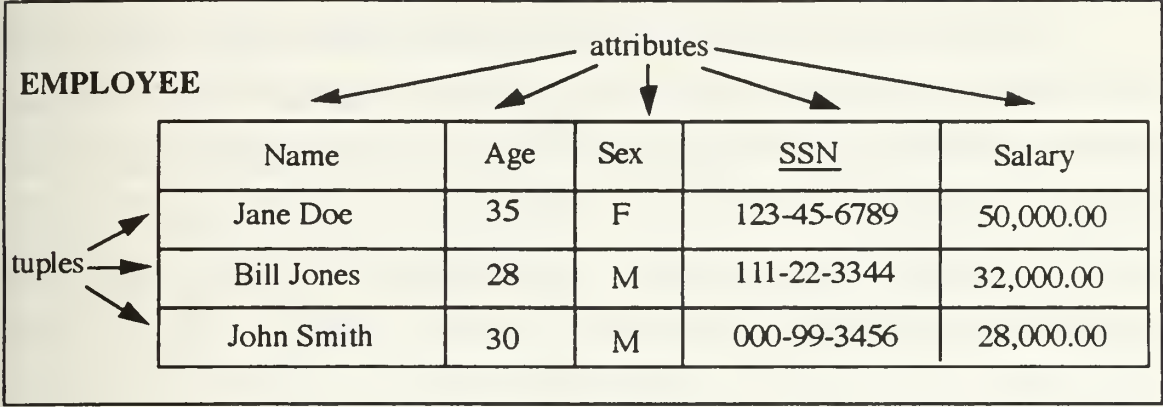 attributes
EMPLOYEE
Name Age Sex SSN Salary
Jane Doe 35 F 123-45-6789 50,000.00
tuples Bill Jones 28 M 111-22-3344 32,000.00
John Smith 30 M 000-99-3456 28,000.00